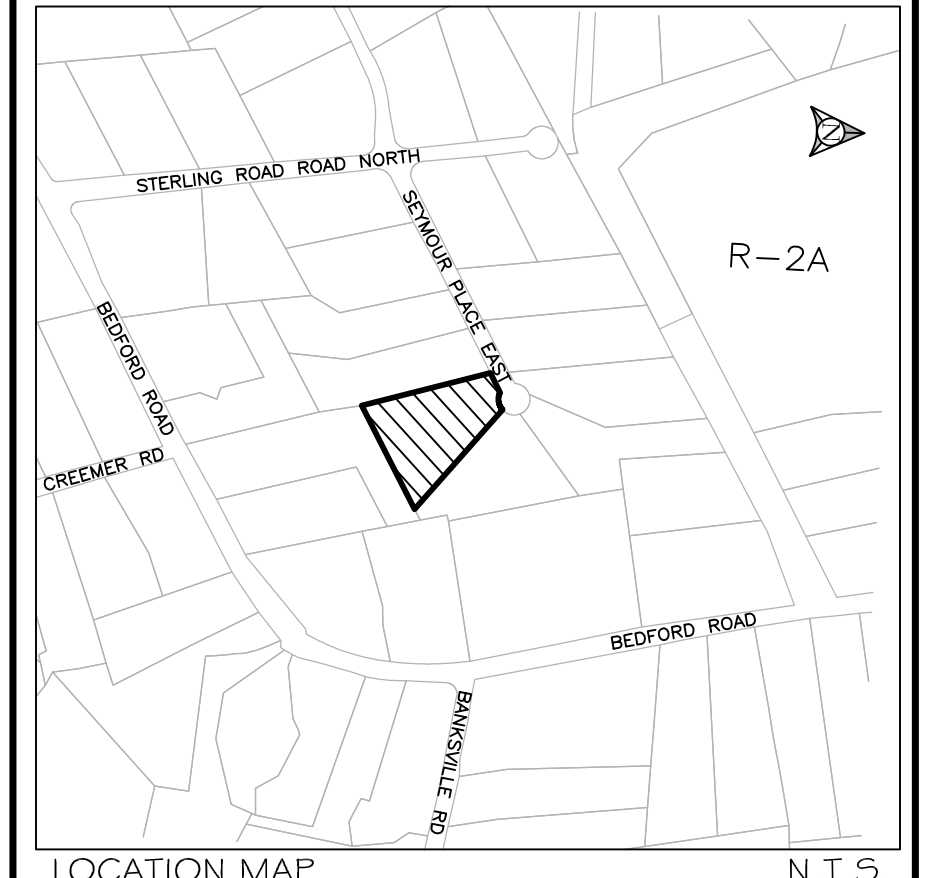 N
STERLING ROAD ROAD NORTH
SEYMOUR PLACE EAST
R-2A
BEDFORD ROAD
CREEMER RD
BEDFORD ROAD
BANKSVILLE RD
LOCATION MAP
N.T.S